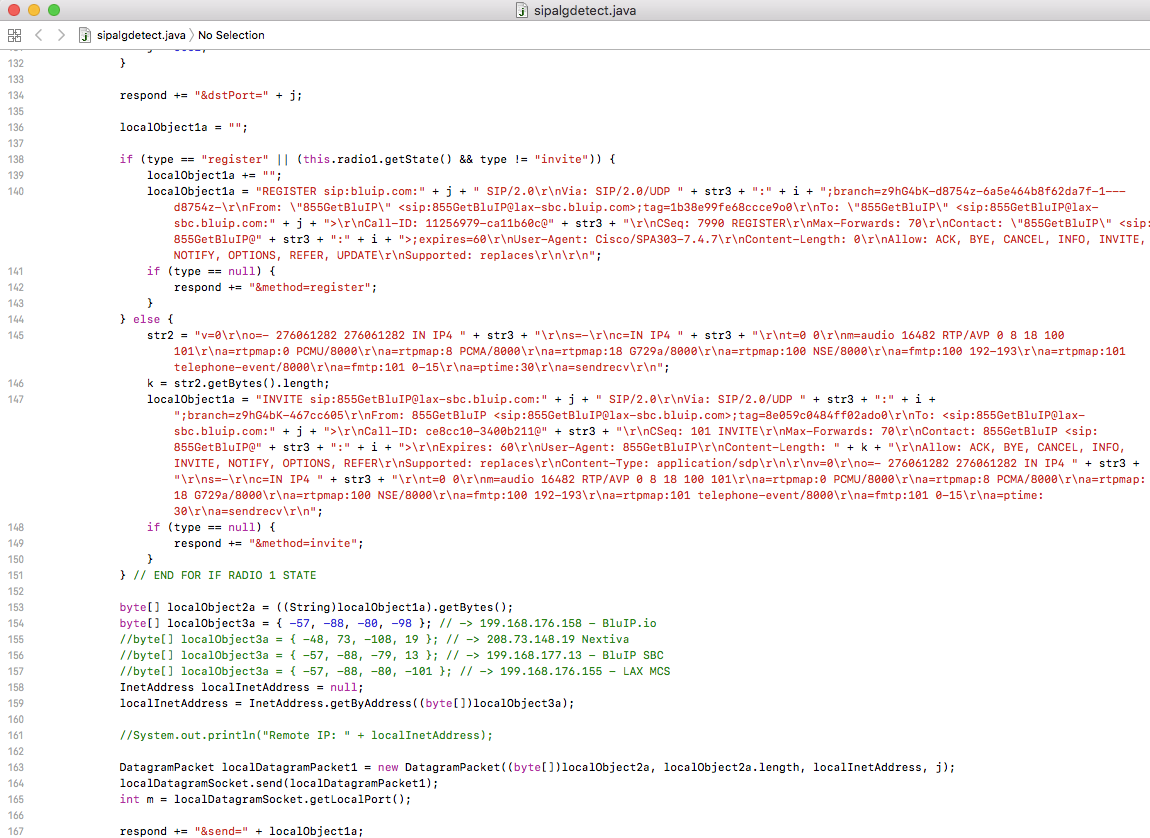 sipalgdetect.java
sipalgdetect.java 〉 No Selection
132 }
133
134 respond += "&dstPort=" + j;
135
136 localObject1a = "";
137
138 if (type == "register" || (this.radio1.getState() && type != "invite")) {
139 localObject1a += "";
140 localObject1a = "REGISTER sip:bluip.com:" + j + " SIP/2.0\r\nVia: SIP/2.0/UDP " + str3 + ":" + i + ";branch=z9hG4bK-d8754z-6a5e464b8f62da7f-1---
d8754z-\r\nFrom: \"855GetBluIP\" <sip:855GetBluIP@lax-sbc.bluip.com>;tag=1b38e99fe68ccce9o0\r\nTo: \"855GetBluIP\" <sip:855GetBluIP@lax-
sbc.bluip.com:" + j + ">\r\nCall-ID: 11256979-ca11b60c@" + str3 + "\r\nCSeq: 7990 REGISTER\r\nMax-Forwards: 70\r\nContact: \"855GetBluIP\" <sip:
855GetBluIP@" + str3 + ":" + i + ">;expires=60\r\nUser-Agent: Cisco/SPA303-7.4.7\r\nContent-Length: 0\r\nAllow: ACK, BYE, CANCEL, INFO, INVITE,
NOTIFY, OPTIONS, REFER, UPDATE\r\nSupported: replaces\r\n\r\n";
141 if (type == null) {
142 respond += "&method=register";
143 }
144 } else {
145 str2 = "v=0\r\no=- 276061282 276061282 IN IP4 " + str3 + "\r\ns=-\r\nc=IN IP4 " + str3 + "\r\nt=0 0\r\nm=audio 16482 RTP/AVP 0 8 18 100
101\r\na=rtpmap:0 PCMU/8000\r\na=rtpmap:8 PCMA/8000\r\na=rtpmap:18 G729a/8000\r\na=rtpmap:100 NSE/8000\r\na=fmtp:100 192-193\r\na=rtpmap:101
telephone-event/8000\r\na=fmtp:101 0-15\r\na=ptime:30\r\na=sendrecv\r\n";
146 k = str2.getBytes().length;
147 localObject1a = "INVITE sip:855GetBluIP@lax-sbc.bluip.com:" + j + " SIP/2.0\r\nVia: SIP/2.0/UDP " + str3 + ":" + i +
";branch=z9hG4bK-467cc605\r\nFrom: 855GetBluIP <sip:855GetBluIP@lax-sbc.bluip.com>;tag=8e059c0484ff02ado0\r\nTo: <sip:855GetBluIP@lax-
sbc.bluip.com:" + j + ">\r\nCall-ID: ce8cc10-3400b211@" + str3 + "\r\nCSeq: 101 INVITE\r\nMax-Forwards: 70\r\nContact: 855GetBluIP <sip:
855GetBluIP@" + str3 + ":" + i + ">\r\nExpires: 60\r\nUser-Agent: 855GetBluIP\r\nContent-Length: " + k + "\r\nAllow: ACK, BYE, CANCEL, INFO,
INVITE, NOTIFY, OPTIONS, REFER\r\nSupported: replaces\r\nContent-Type: application/sdp\r\n\r\nv=0\r\no=- 276061282 276061282 IN IP4 " + str3 +
"\r\ns=-\r\nc=IN IP4 " + str3 + "\r\nt=0 0\r\nm=audio 16482 RTP/AVP 0 8 18 100 101\r\na=rtpmap:0 PCMU/8000\r\na=rtpmap:8 PCMA/8000\r\na=rtpmap:
18 G729a/8000\r\na=rtpmap:100 NSE/8000\r\na=fmtp:100 192-193\r\na=rtpmap:101 telephone-event/8000\r\na=fmtp:101 0-15\r\na=ptime:
30\r\na=sendrecv\r\n";
148 if (type == null) {
149 respond += "&method=invite";
150 }
151 } // END FOR IF RADIO 1 STATE
152
153 byte[] localObject2a = ((String)localObject1a).getBytes();
154 byte[] localObject3a = { -57, -88, -80, -98 }; // -> 199.168.176.158 - BluIP.io
155 //byte[] localObject3a = { -48, 73, -108, 19 }; // -> 208.73.148.19 Nextiva
156 //byte[] localObject3a = { -57, -88, -79, 13 }; // -> 199.168.177.13 - BluIP SBC
157 //byte[] localObject3a = { -57, -88, -80, -101 }; // -> 199.168.176.155 - LAX MCS
158 InetAddress localInetAddress = null;
159 localInetAddress = InetAddress.getByAddress((byte[])localObject3a);
160
161 //System.out.println("Remote IP: " + localInetAddress);
162
163 DatagramPacket localDatagramPacket1 = new DatagramPacket((byte[])localObject2a, localObject2a.length, localInetAddress, j);
164 localDatagramSocket.send(localDatagramPacket1);
165 int m = localDatagramSocket.getLocalPort();
166
167 respond += "&send=" + localObject1a;